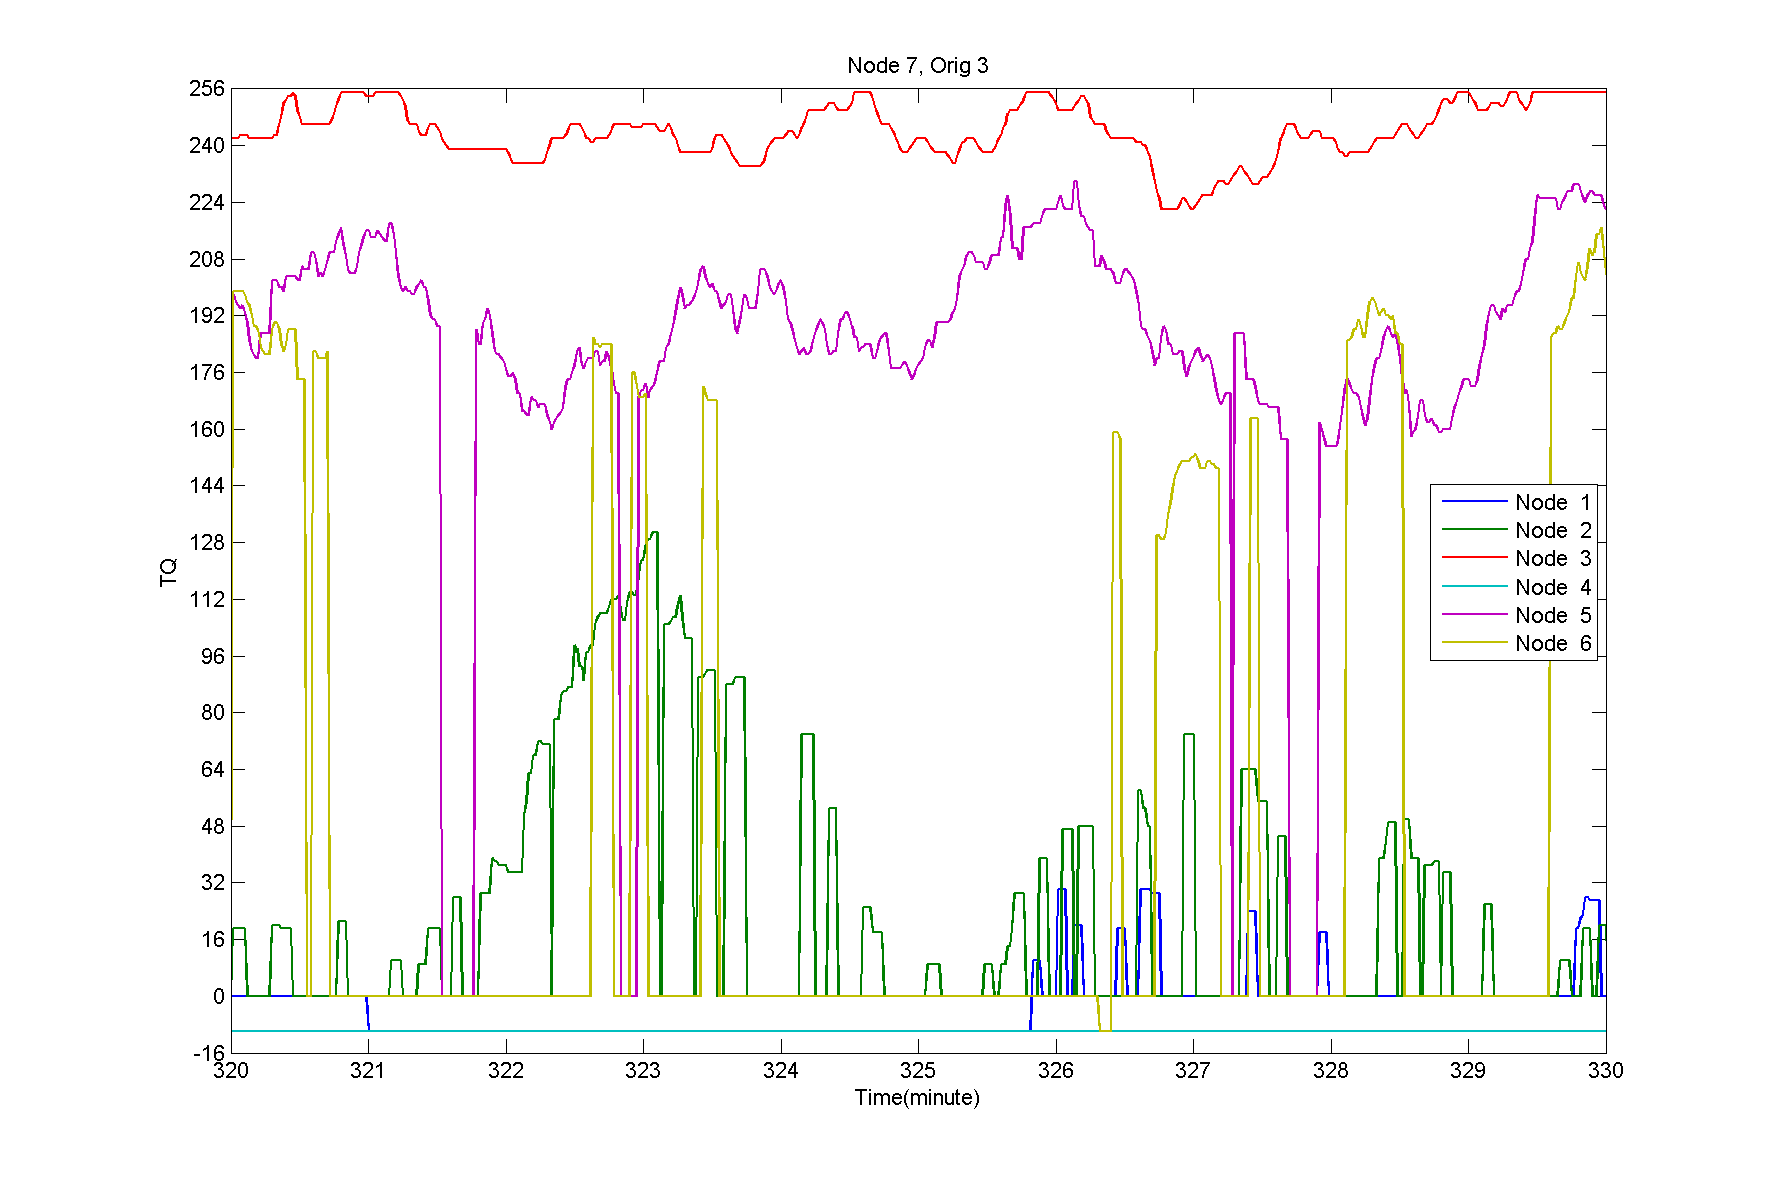 Node 7, Orig 3
256
240
224
208
192
176
160
144
128
112
96
80
64
48
32
16
0
-16
TQ
Node 1
Node 2
Node 3
Node 4
Node 5
Node 6
320 321 322 323 324 325 326 327 328 329 330
Time(minute)